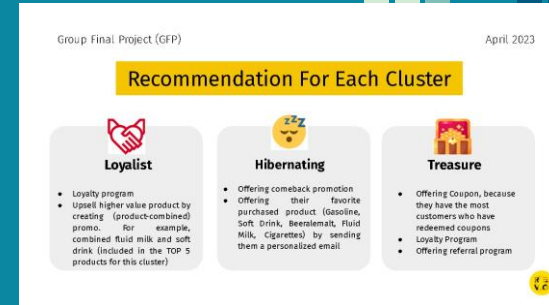 Group Final Project (GFP)
April 2023
Recommendation For Each Cluster
zzZ
Loyalist
• Loyalty program
• Upsell higher value product by
creating (product-combined)
promo. For example,
combined fluid milk and soft
drink (included in the TOP 5
products for this cluster)
Hibernating
• Offering comeback promotion
• Offering their favorite
purchased product (Gasoline,
Soft Drink, Beeralemalt, Fluid
Milk, Cigarettes) by sending
them a personalized email
Treasure
• Offering Coupon, because
they have the most
customers who have
redeemed coupons
• Loyalty Program
• Offering referral program